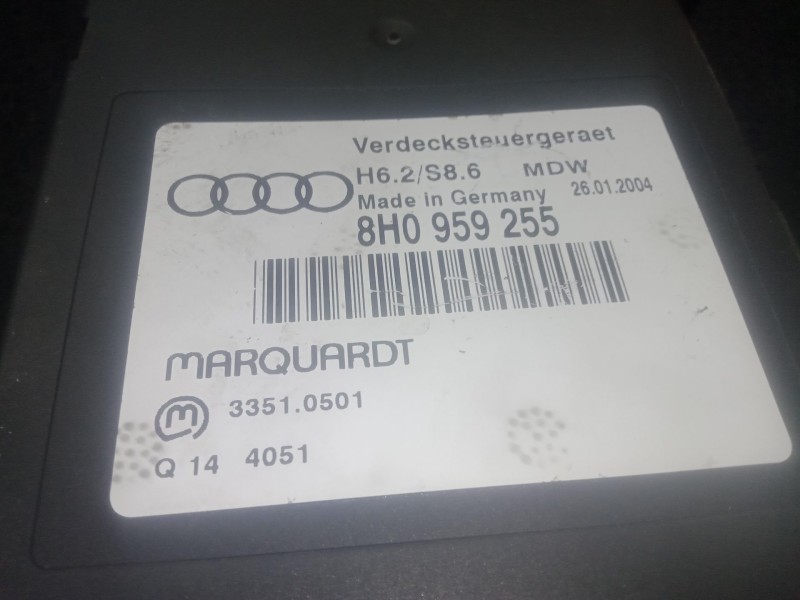 Verdecksteuergeraet
H6.2/S8.6 MDW
Made in Germany 26.01.2004
8H0 959 255
MARQUARDT
m 3351.0501
Q 14 4051